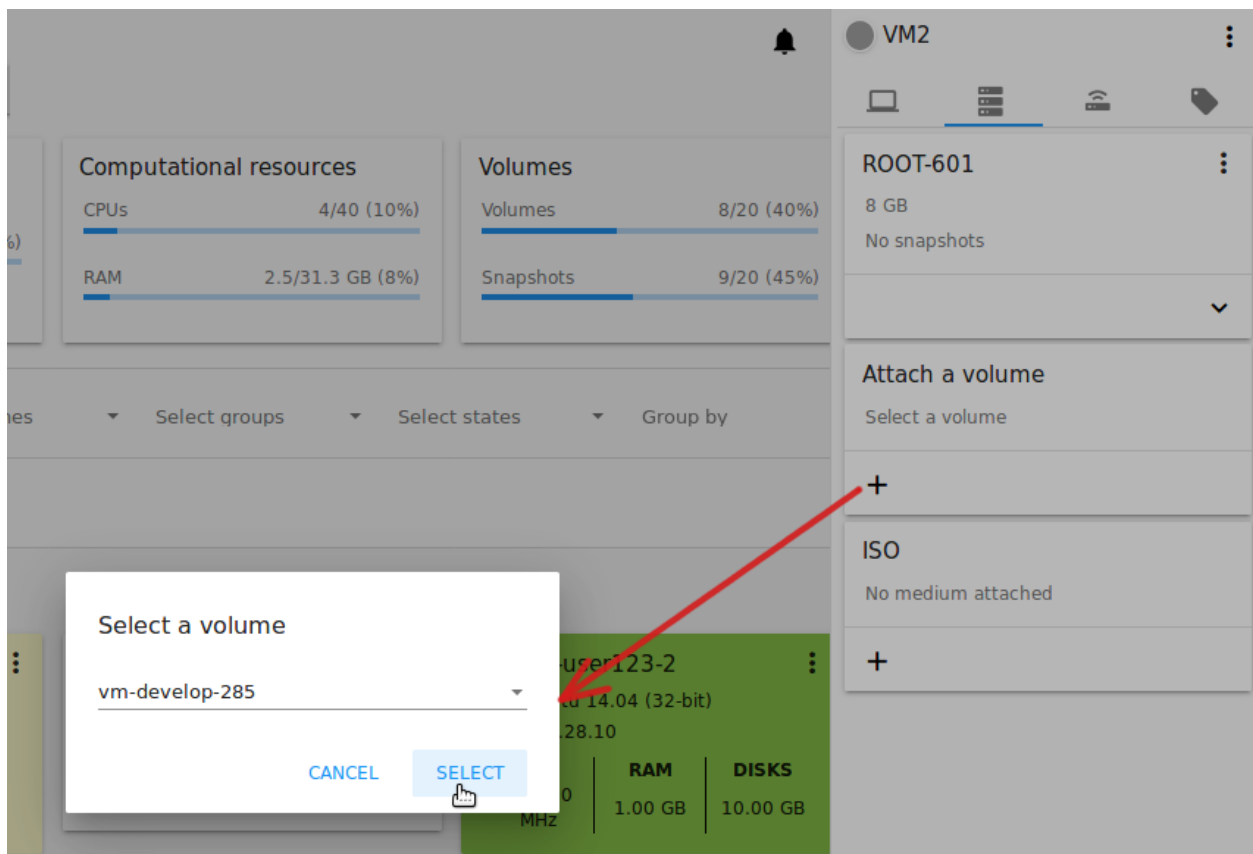 VM2
Computational resources
CPUs 4/40 (10%)
RAM 2.5/31.3 GB (8%)
Volumes
Volumes 8/20 (40%)
Snapshots 9/20 (45%)
Select groups Select states Group by
ROOT-601
8 GB
No snapshots
Attach a volume
Select a volume
+
ISO
No medium attached
+
Select a volume
vm-develop-285
CANCEL SELECT
-user123-2
14.04 (32-bit)
.28.10
RAM DISKS
MHz 1.00 GB 10.00 GB